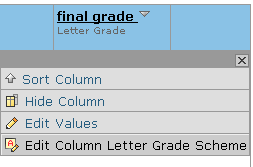 final grade
Letter Grade
Sort Column
Hide Column
Edit Values
Edit Column Letter Grade Scheme